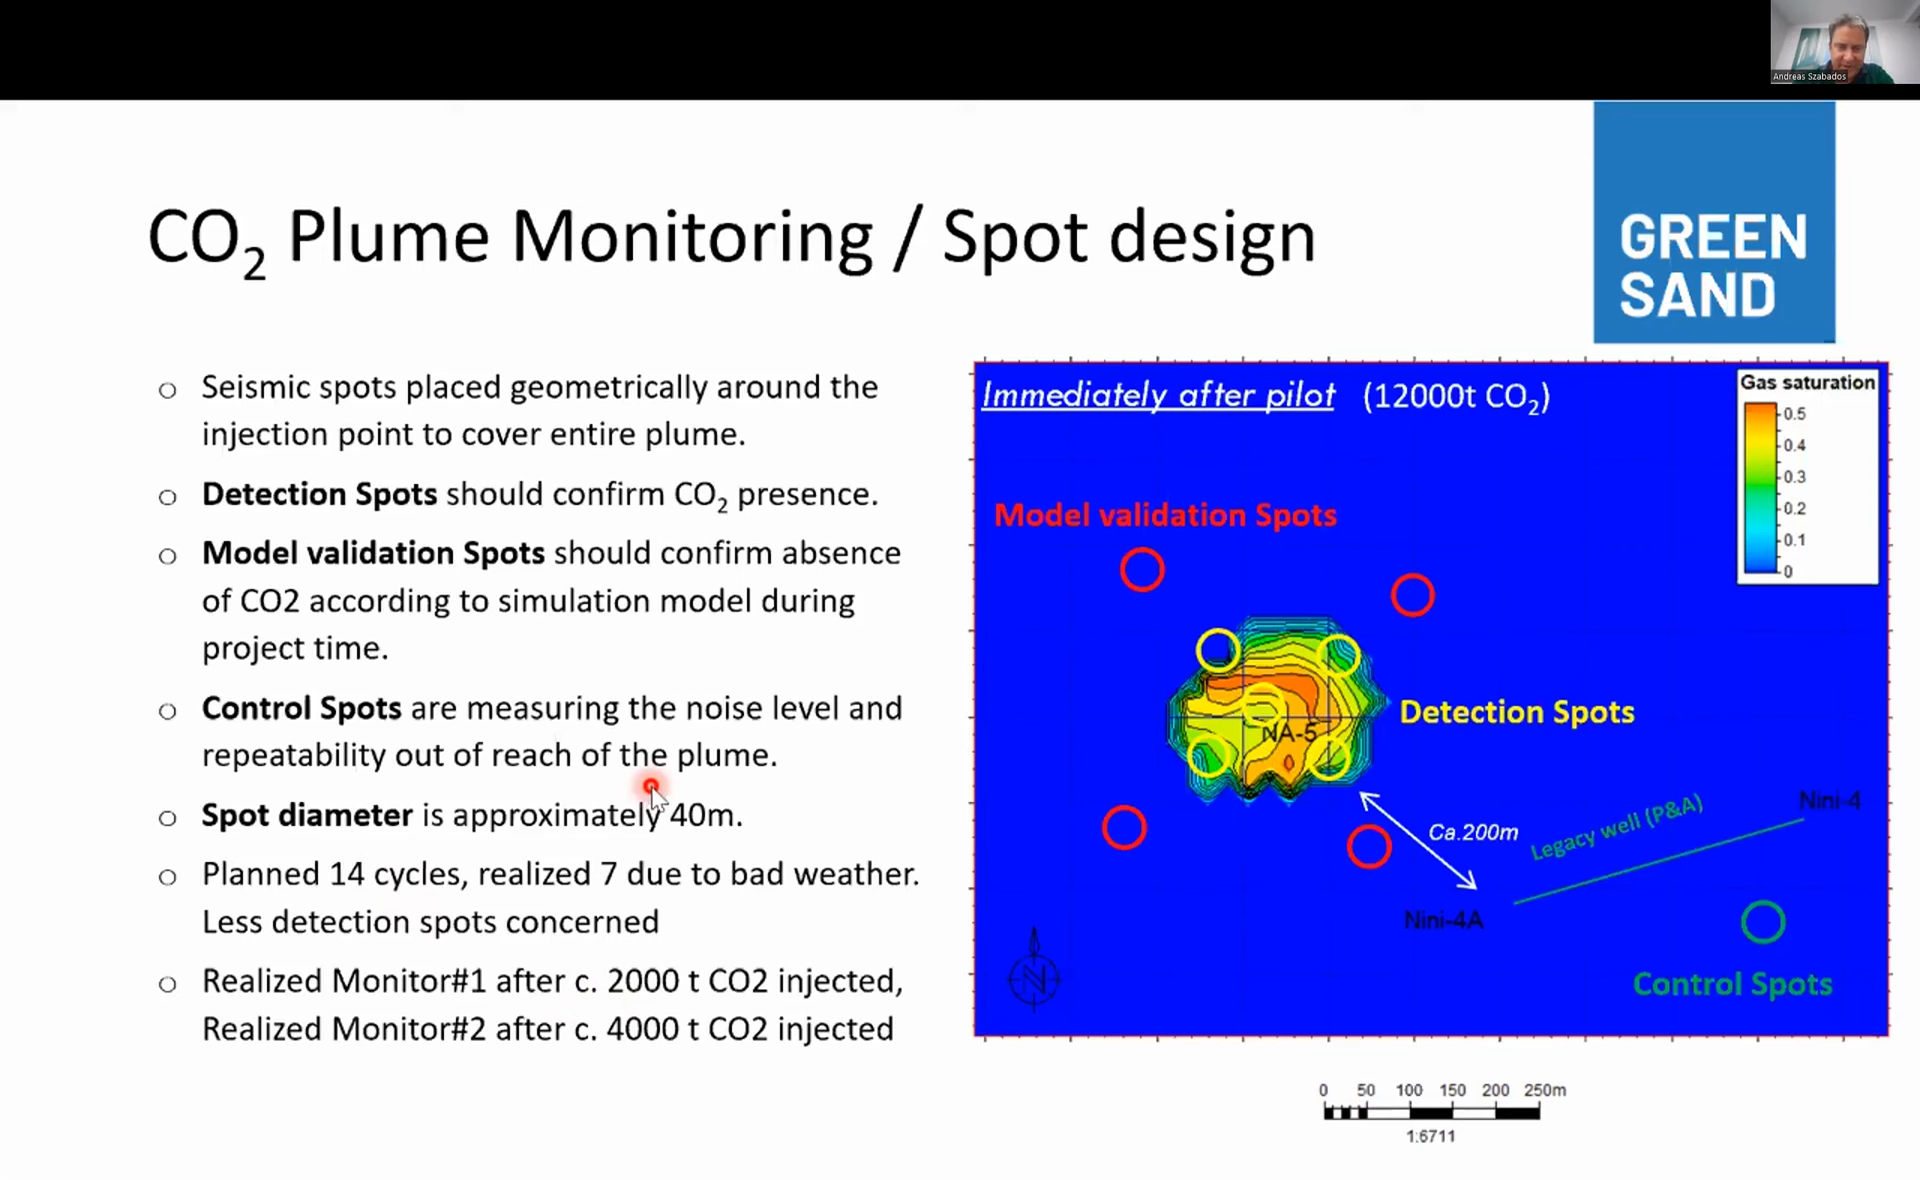 Andreas Szabados
GREEN
SAND
CO2 Plume Monitoring / Spot design
o Seismic spots placed geometrically around the
injection point to cover entire plume.
o Detection Spots should confirm CO2 presence.
o Model validation Spots should confirm absence
of CO2 according to simulation model during
project time.
o Control Spots are measuring the noise level and
repeatability out of reach of the plume.
o Spot diameter is approximately 40m.
o Planned 14 cycles, realized 7 due to bad weather.
Less detection spots concerned
o Realized Monitor#1 after c. 2000 t CO2 injected,
Realized Monitor#2 after c. 4000 t CO2 injected
Immediately after pilot (12000t CO2)
Gas saturation
0.5
0.4
0.3
0.2
0.1
0
Model validation Spots
Detection Spots
NA-5
Ca.200m
Legacy well (P&A)
Nini-4
Nini-4A
Control Spots
N
0 50 100 150 200 250m
1:6711